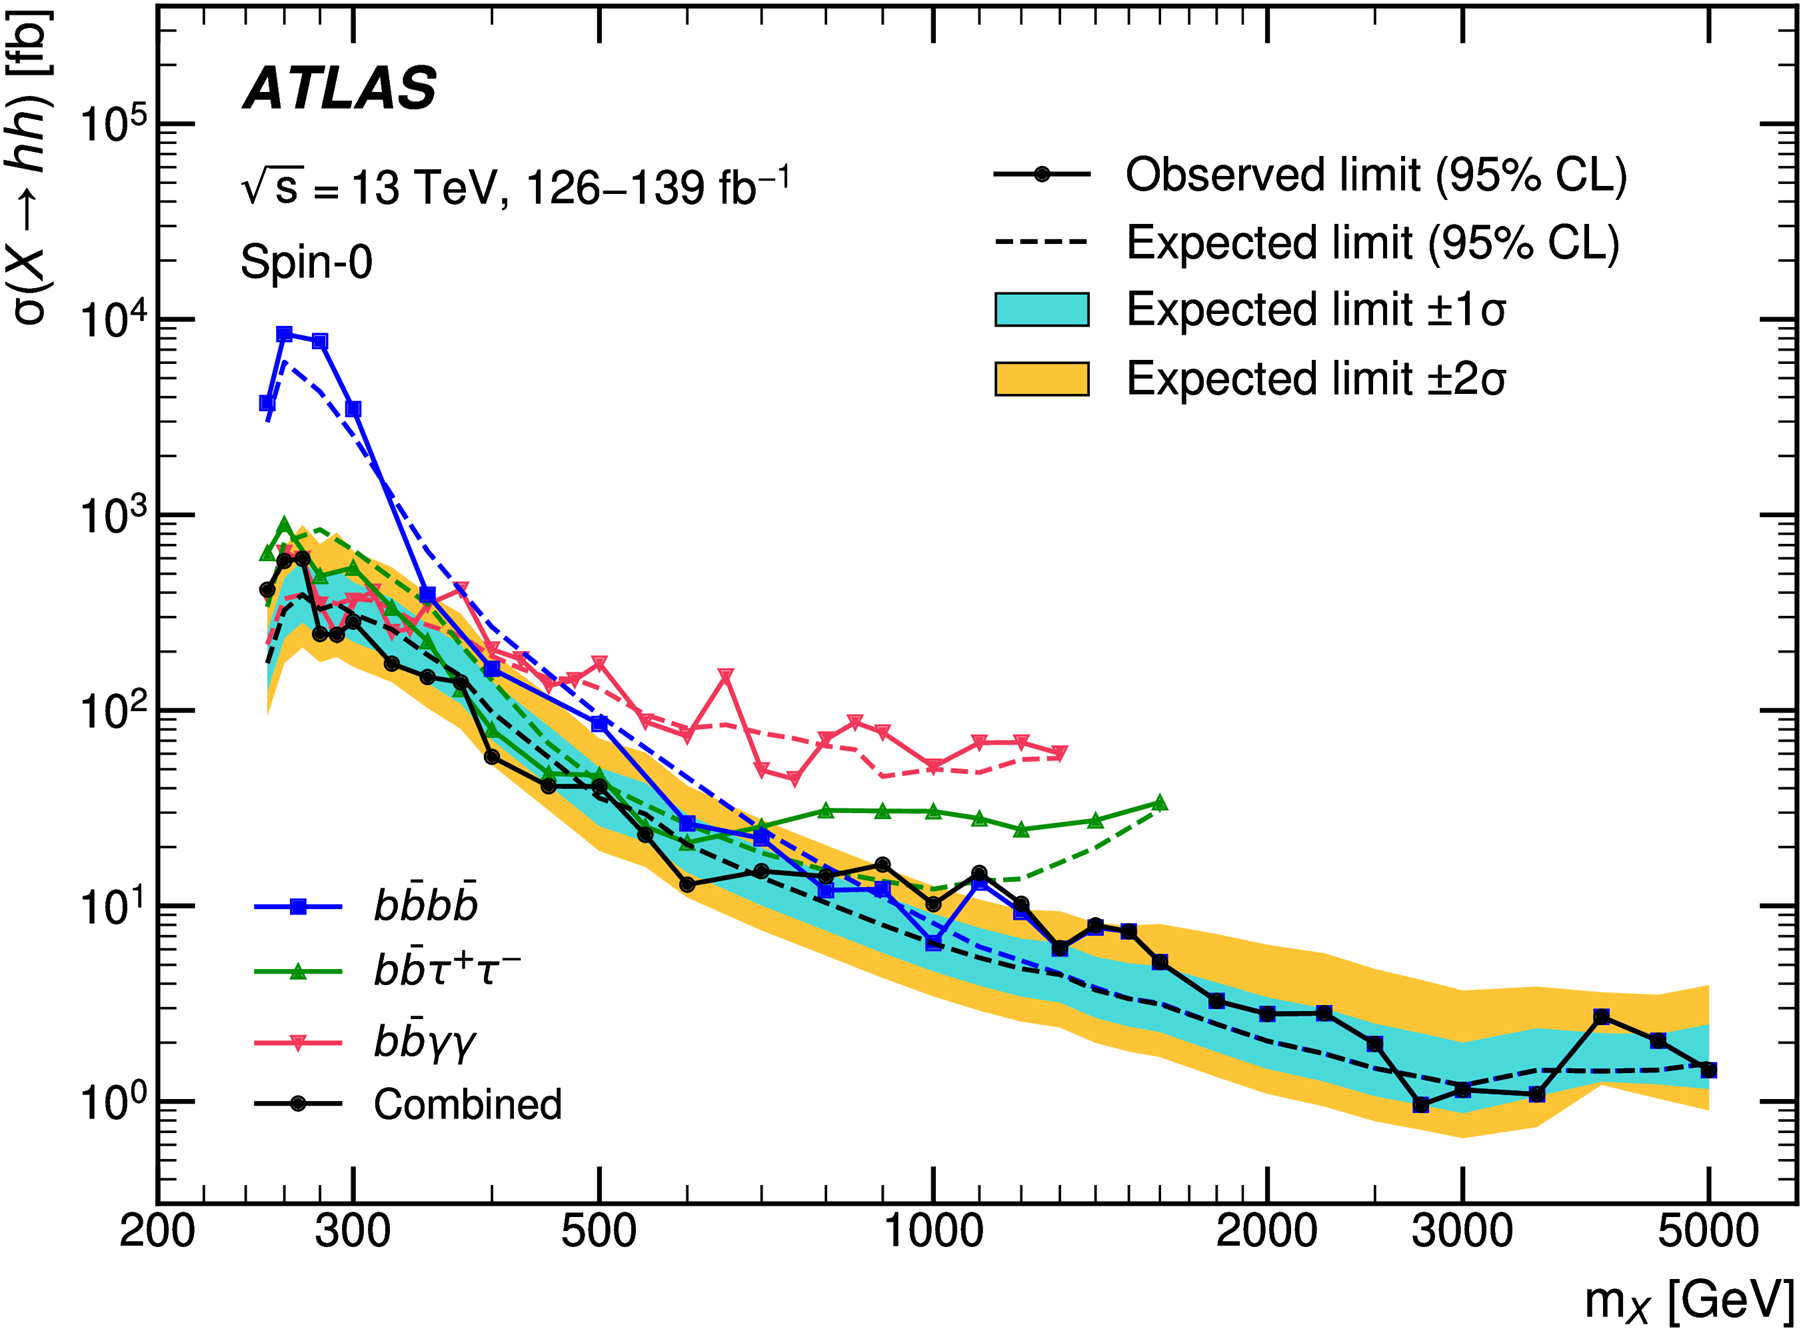 σ(X → hh) [fb]
ATLAS
√s = 13 TeV, 126–139 fb⁻¹
Spin-0
Observed limit (95% CL)
Expected limit (95% CL)
Expected limit ±1σ
Expected limit ±2σ
10⁵
10⁴
10³
10²
10¹
10⁰
bb̄bb̄
bb̄τ⁺τ⁻
bb̄γγ
Combined
200 300 500 1000 2000 3000 5000
m_X [GeV]